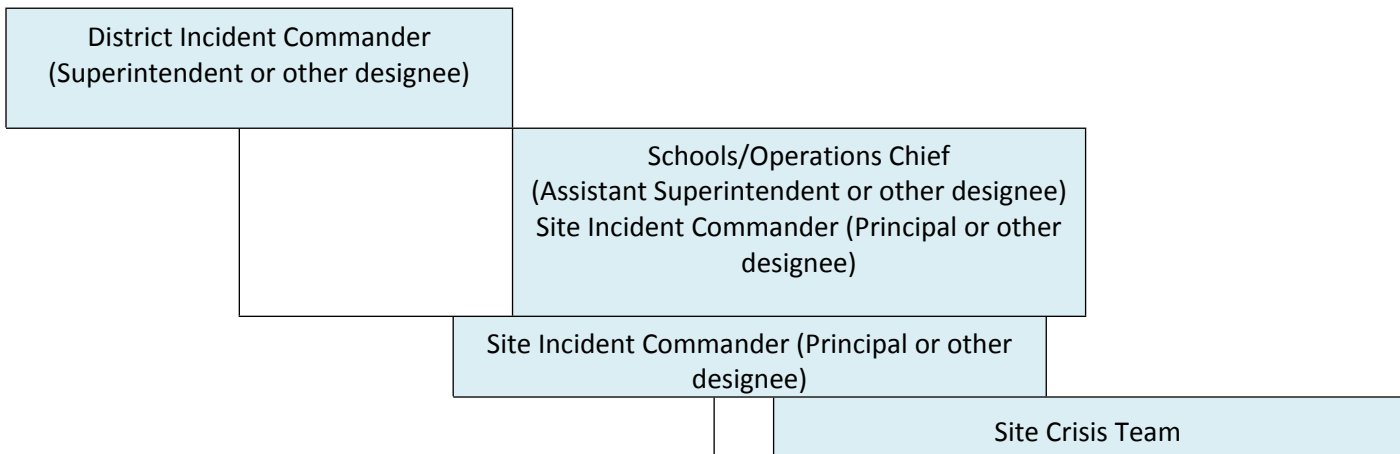 District Incident Commander
(Superintendent or other designee)
Schools/Operations Chief
(Assistant Superintendent or other designee)
Site Incident Commander (Principal or other
designee)
Site Incident Commander (Principal or other
designee)
Site Crisis Team